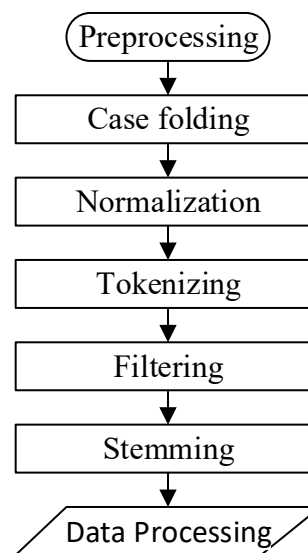 Preprocessing
Case folding
Normalization
Tokenizing
Filtering
Stemming
Data Processing